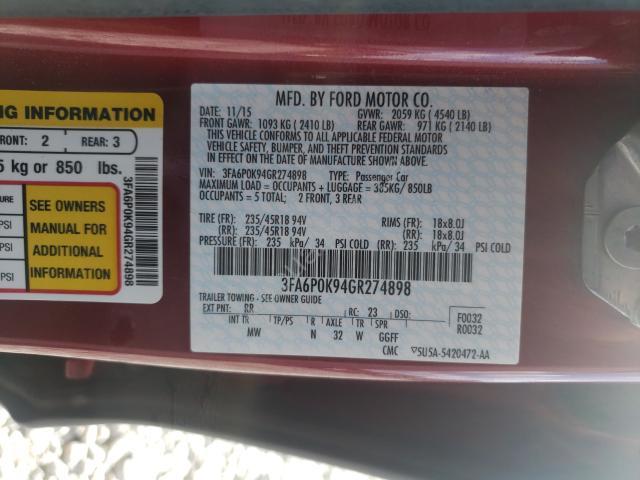 NG INFORMATION
FRONT: 2 REAR: 3
5 kg or 850 lbs.
SEE OWNERS
MANUAL FOR
ADDITIONAL
INFORMATION
PSI
PSI
PSI
3FA6P0K94GR274898
MFD. BY FORD MOTOR CO.
DATE: 11/15 GVWR: 2059 KG ( 4540 LB)
FRONT GAWR: 1093 KG ( 2410 LB) REAR GAWR: 971 KG ( 2140 LB)
THIS VEHICLE CONFORMS TO ALL APPLICABLE FEDERAL MOTOR
VEHICLE SAFETY, BUMPER, AND THEFT PREVENTION STANDARDS
IN EFFECT ON THE DATE OF MANUFACTURE SHOWN ABOVE.
VIN: 3FA6P0K94GR274898 TYPE: Passenger Car
MAXIMUM LOAD = OCCUPANTS + LUGGAGE = 385KG/ 850LB
OCCUPANTS = 5 TOTAL; 2 FRONT, 3 REAR
TIRE (FR): 235/45R18 94V RIMS (FR): 18x8.0J
(RR): 235/45R18 94V (RR): 18x8.0J
PRESSURE (FR): 235 kPa/ 34 PSI COLD (RR): 235 kPa/ 34 PSI COLD
3FA6P0K94GR274898
TRAILER TOWING - SEE OWNER GUIDE
EXT PNT: RR RC: 23 DSO: F0032
INT TR TP/PS R AXLE TR SPR R0032
MW N 32 W GGFF
CMC ▽5U5A-5420472-AA